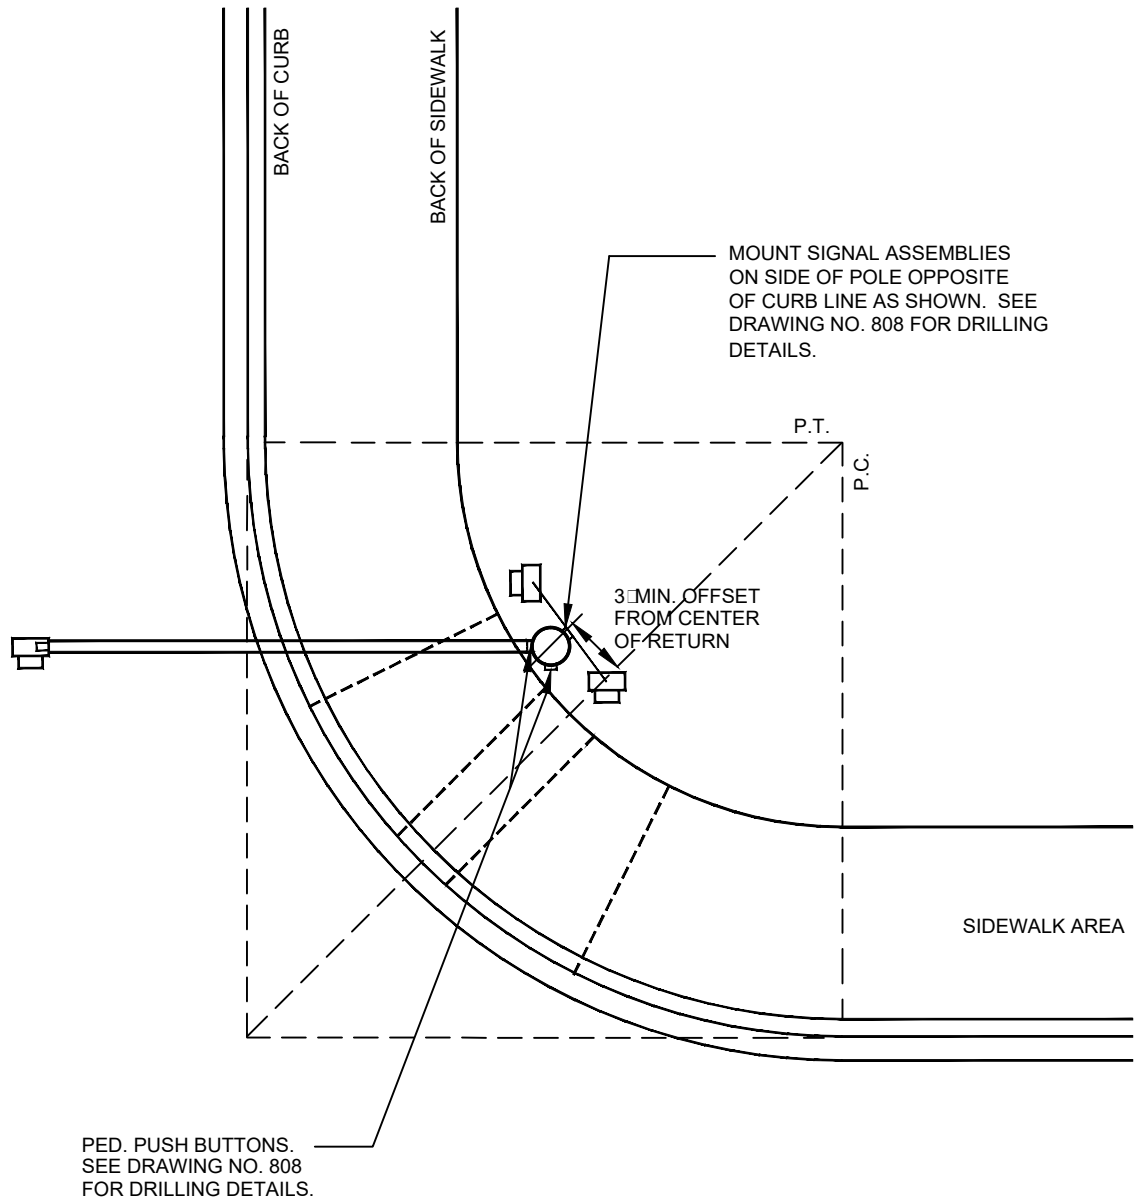 BACK OF CURB
BACK OF SIDEWALK
MOUNT SIGNAL ASSEMBLIES
ON SIDE OF POLE OPPOSITE
OF CURB LINE AS SHOWN. SEE
DRAWING NO. 808 FOR DRILLING
DETAILS.
P.T.
P.C.
3□MIN. OFFSET
FROM CENTER
OF RETURN
SIDEWALK AREA
PED. PUSH BUTTONS.
SEE DRAWING NO. 808
FOR DRILLING DETAILS.